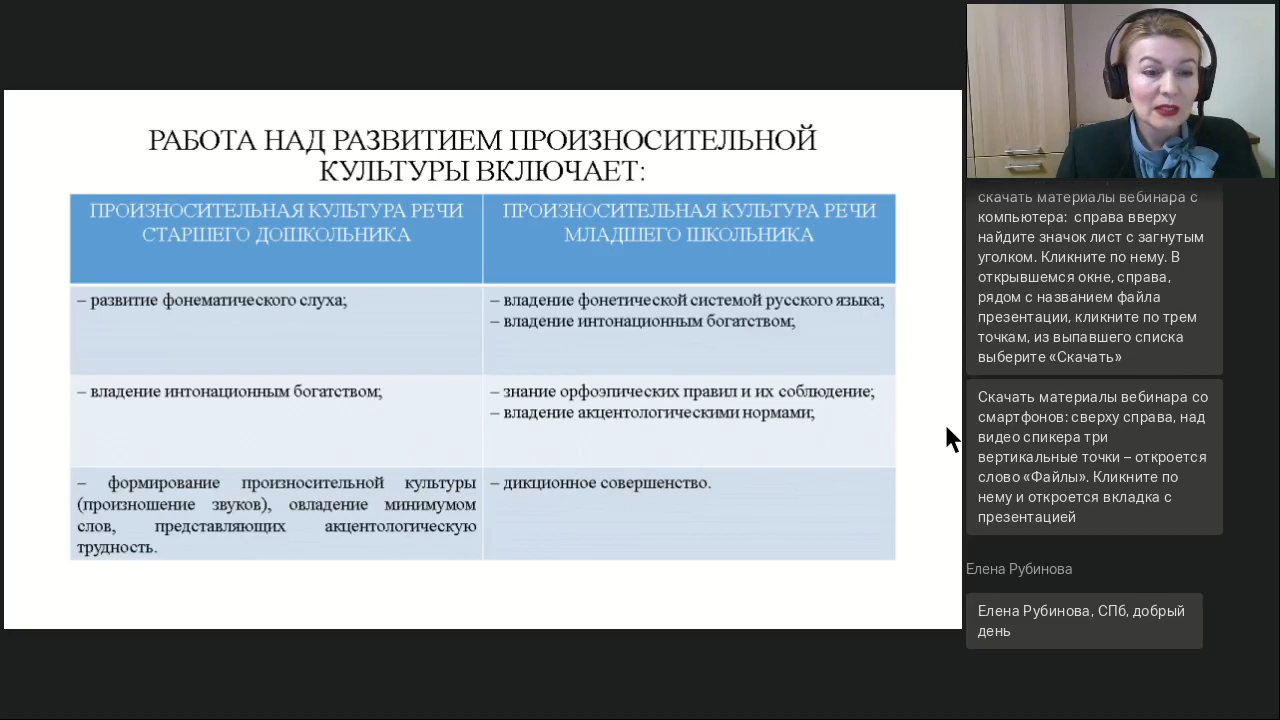 РАБОТА НАД РАЗВИТИЕМ ПРОИЗНОСИТЕЛЬНОЙ
КУЛЬТУРЫ ВКЛЮЧАЕТ:
ПРОИЗНОСИТЕЛЬНАЯ КУЛЬТУРА РЕЧИ
СТАРШЕГО ДОШКОЛЬНИКА
ПРОИЗНОСИТЕЛЬНАЯ КУЛЬТУРА РЕЧИ
МЛАДШЕГО ШКОЛЬНИКА
– развитие фонематического слуха;
– владение фонетической системой русского языка;
– владение интонационным богатством;
– владение интонационным богатством;
– знание орфоэпических правил и их соблюдение;
– владение акцентологическими нормами;
– формирование произносительной культуры
(произношение звуков), овладение минимумом
слов, представляющих акцентологическую
трудность.
– дикционное совершенство.
скачать материалы вебинара с
компьютера: справа вверху
найдите значок лист с загнутым
уголком. Кликните по нему. В
открывшемся окне, справа,
рядом с названием файла
презентации, кликните по трем
точкам, из выпавшего списка
выберите «Скачать»
Скачать материалы вебинара со
смартфонов: сверху справа, над
видео спикера три
вертикальные точки – откроется
слово «Файлы». Кликните по
нему и откроется вкладка с
презентацией
Елена Рубинова
Елена Рубинова, СПб, добрый
день